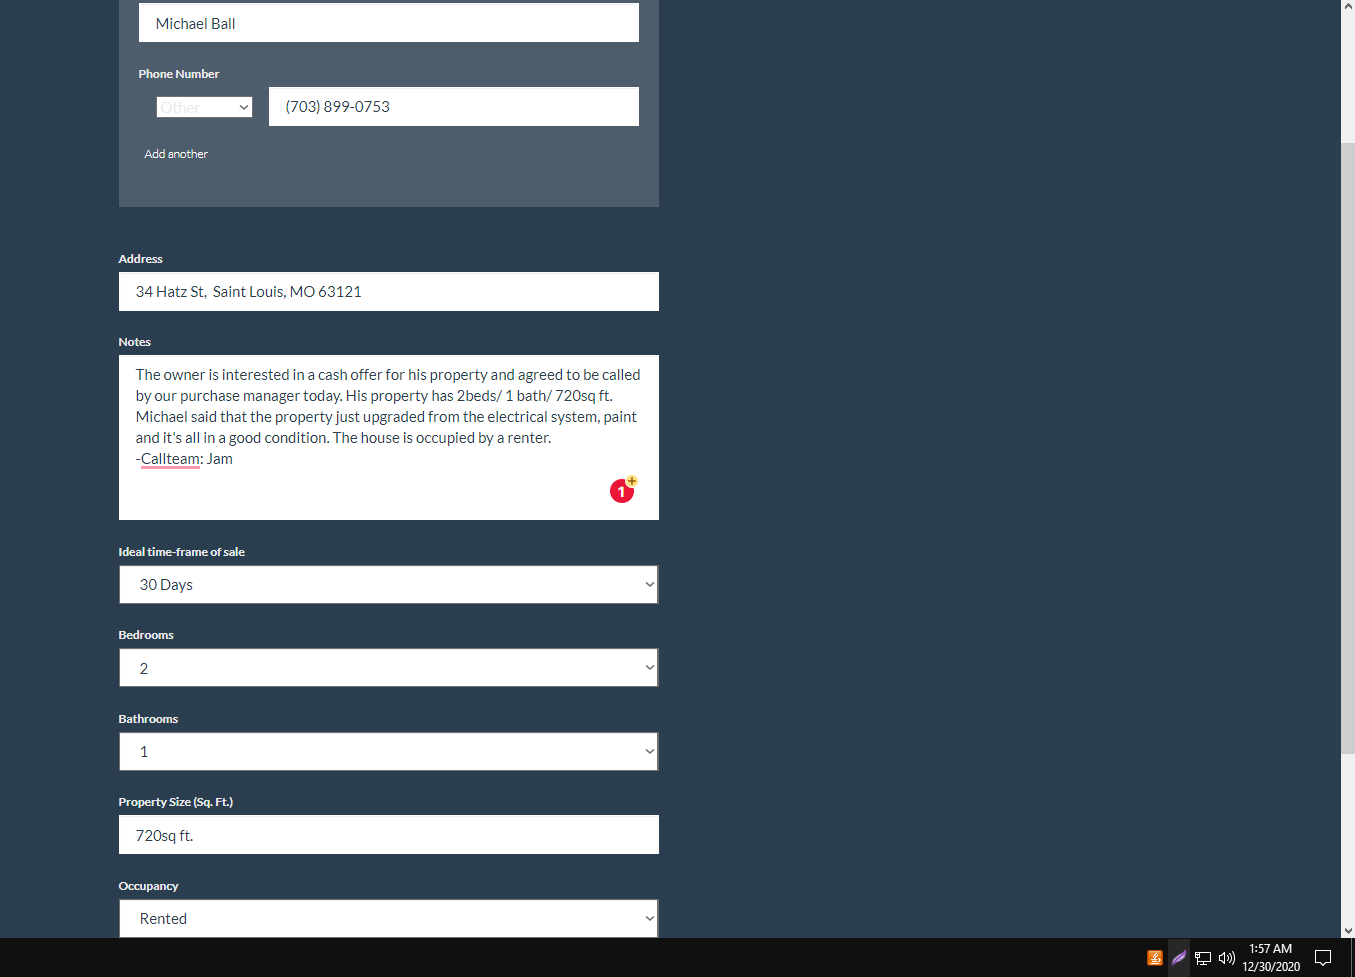 Michael Ball
Phone Number
Other (703) 899-0753
Add another
Address
34 Hatz St,  Saint Louis, MO 63121
Notes
The owner is interested in a cash offer for his property and agreed to be called
by our purchase manager today. His property has 2beds/ 1 bath/ 720sq ft.
Michael said that the property just upgraded from the electrical system, paint
and it's all in a good condition. The house is occupied by a renter.
-Callteam: Jam
1+
Ideal time-frame of sale
30 Days
Bedrooms
2
Bathrooms
1
Property Size (Sq. Ft.)
720sq ft.
Occupancy
Rented
1:57 AM
12/30/2020